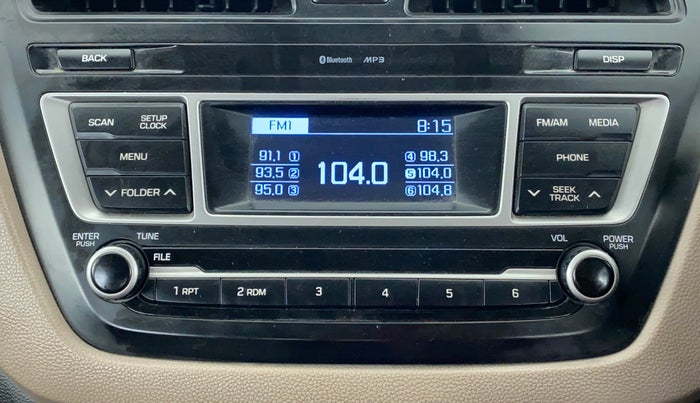 BACK
Bluetooth MP3
DISP
SCAN SETUP CLOCK
FM1 8:15
FM/AM MEDIA
MENU
91,1 1 4 98,3
PHONE
93,5 2 104.0 5 104,0
FOLDER
95,0 3 6 104,8
SEEK TRACK
ENTER PUSH TUNE
VOL POWER PUSH
FILE
1 RPT 2 RDM 3 4 5 6